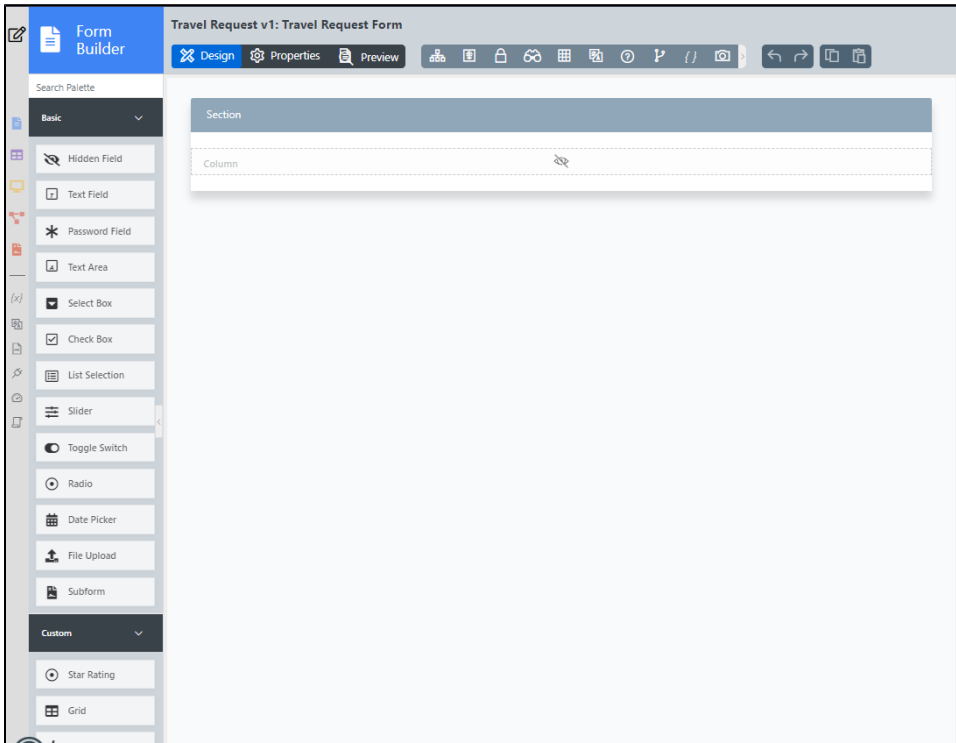 Form
Builder
Travel Request v1: Travel Request Form
Design Properties Preview
{ }
Search Palette
Basic
Hidden Field
Text Field
Password Field
Text Area
Select Box
Check Box
List Selection
Slider
Toggle Switch
Radio
Date Picker
File Upload
Subform
Custom
Star Rating
Grid
{x}
Section
Column